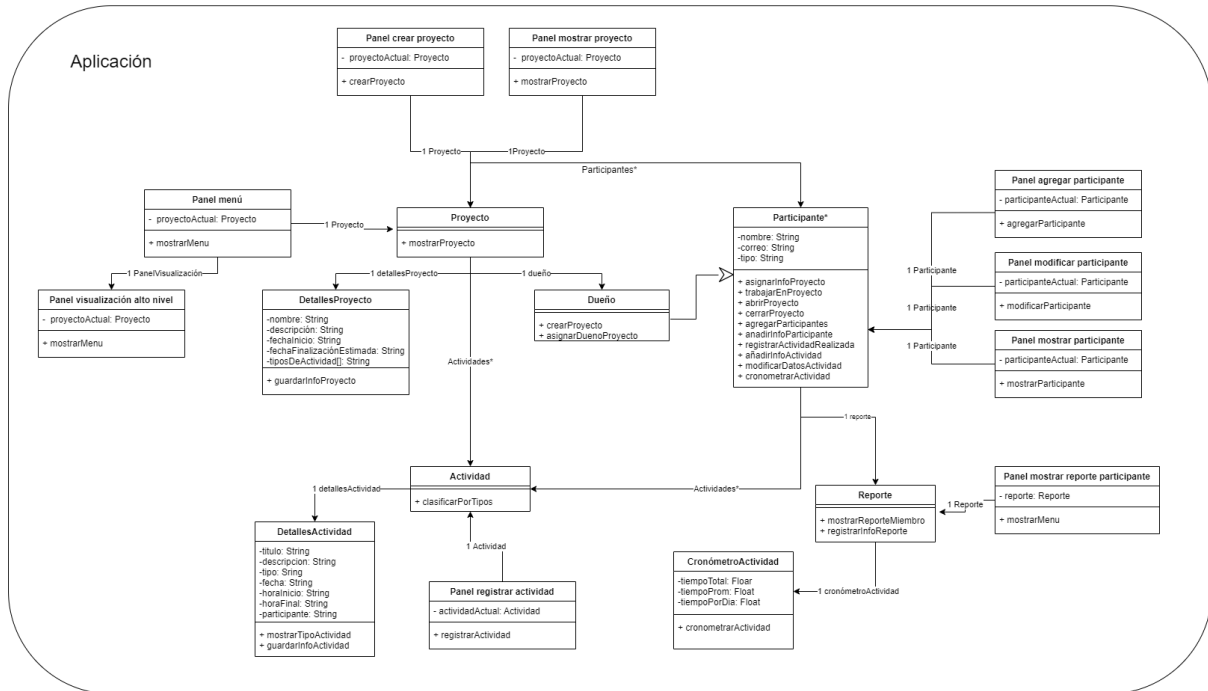 Aplicación
Panel crear proyecto
- proyectoActual: Proyecto
+ crearProyecto
Panel mostrar proyecto
- proyectoActual: Proyecto
+ mostrarProyecto
1 Proyecto
1Proyecto
Participantes*
Panel menú
- proyectoActual: Proyecto
+ mostrarMenu
1 Proyecto
Proyecto
+ mostrarProyecto
Participante*
-nombre: String
-correo: String
-tipo: String
+ asignarInfoProyecto
+ trabajarEnProyecto
+ abrirProyecto
+ cerrarProyecto
+ agregarParticipantes
+ anadirInfoParticipante
+ registrarActividadRealizada
+ añadirInfoActividad
+ modificarDatosActividad
+ cronometrarActividad
Panel agregar participante
- participanteActual: Participante
+ agregarParticipante
1 Participante
Panel modificar participante
- participanteActual: Participante
+ modificarParticipante
1 Participante
Panel mostrar participante
- participanteActual: Participante
+ mostrarParticipante
1 Participante
1 PanelVisualización
Panel visualización alto nivel
- proyectoActual: Proyecto
+ mostrarMenu
1 detallesProyecto
1 dueño
DetallesProyecto
-nombre: String
-descripción: String
-fechaInicio: String
-fechaFinalizaciónEstimada: String
-tiposDeActividad[]: String
+ guardarInfoProyecto
Dueño
+ crearProyecto
+ asignarDuenoProyecto
Actividades*
1 reporte
Actividad
+ clasificarPorTipos
1 detallesActividad
Actividades*
Reporte
+ mostrarReporteMiembro
+ registrarInfoReporte
1 Reporte
Panel mostrar reporte participante
- reporte: Reporte
+ mostrarMenu
DetallesActividad
-titulo: String
-descripcion: String
-tipo: Sring
-fecha: String
-horaInicio: String
-horaFinal: String
-participante: String
+ mostrarTipoActividad
+ guardarInfoActividad
1 Actividad
Panel registrar actividad
- actividadActual: Actividad
+ registrarActividad
CronómetroActividad
-tiempoTotal: Floar
-tiempoProm: Float
-tiempoPorDia: Float
+ cronometrarActividad
1 cronómetroActividad